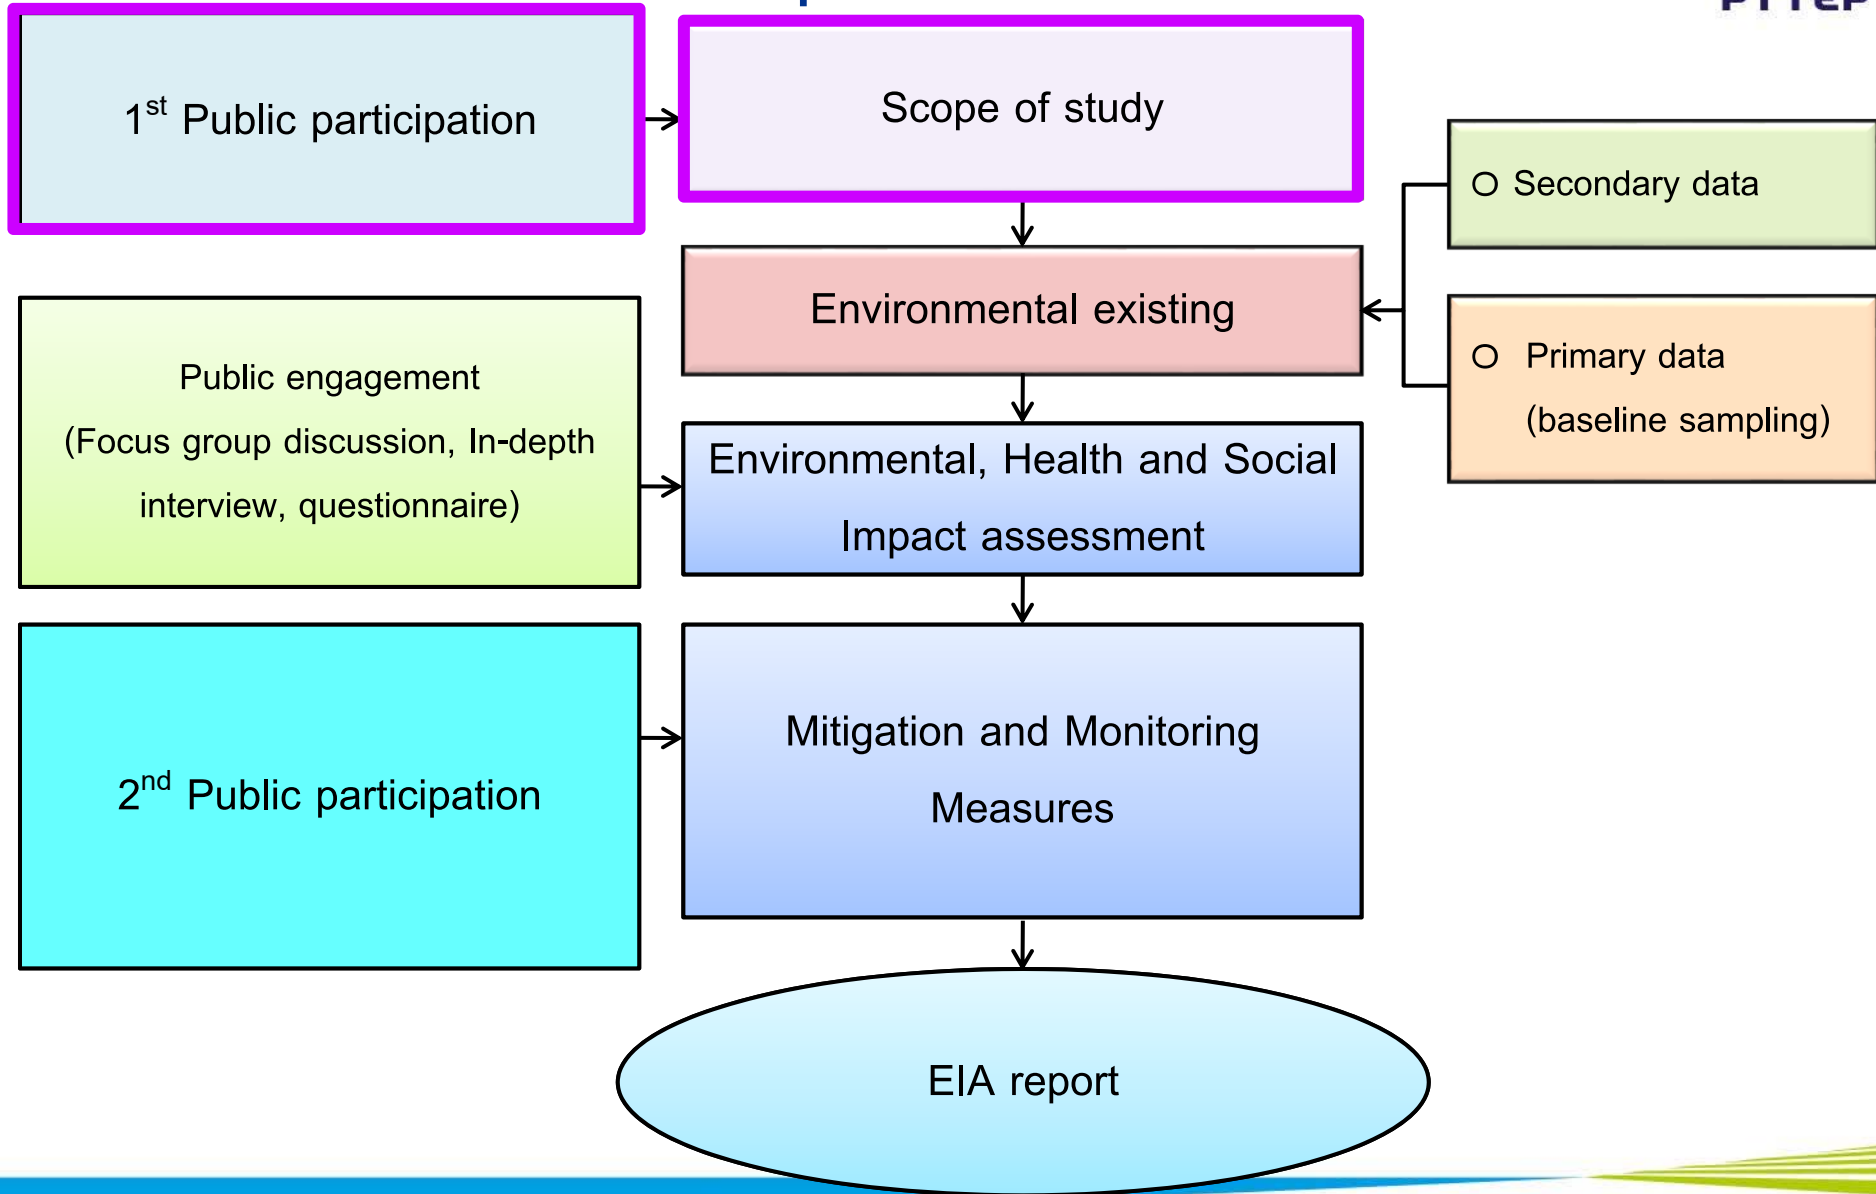 PTTEP
1st Public participation
Scope of study
Secondary data
Environmental existing
Primary data
(baseline sampling)
Public engagement
(Focus group discussion, In-depth
interview, questionnaire)
Environmental, Health and Social
Impact assessment
2nd Public participation
Mitigation and Monitoring
Measures
EIA report